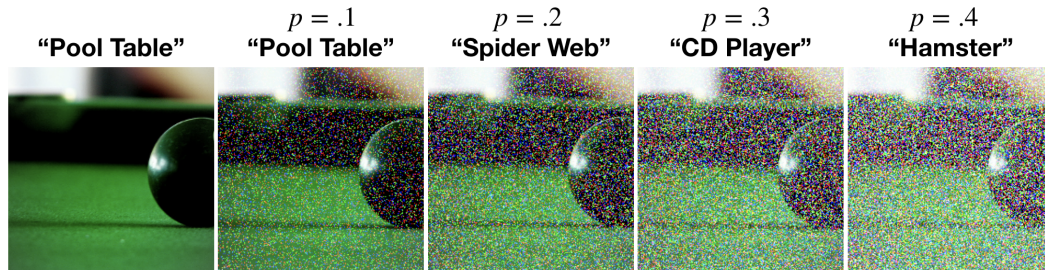 p = .1 p = .2 p = .3 p = .4
“Pool Table” “Pool Table” “Spider Web” “CD Player” “Hamster”